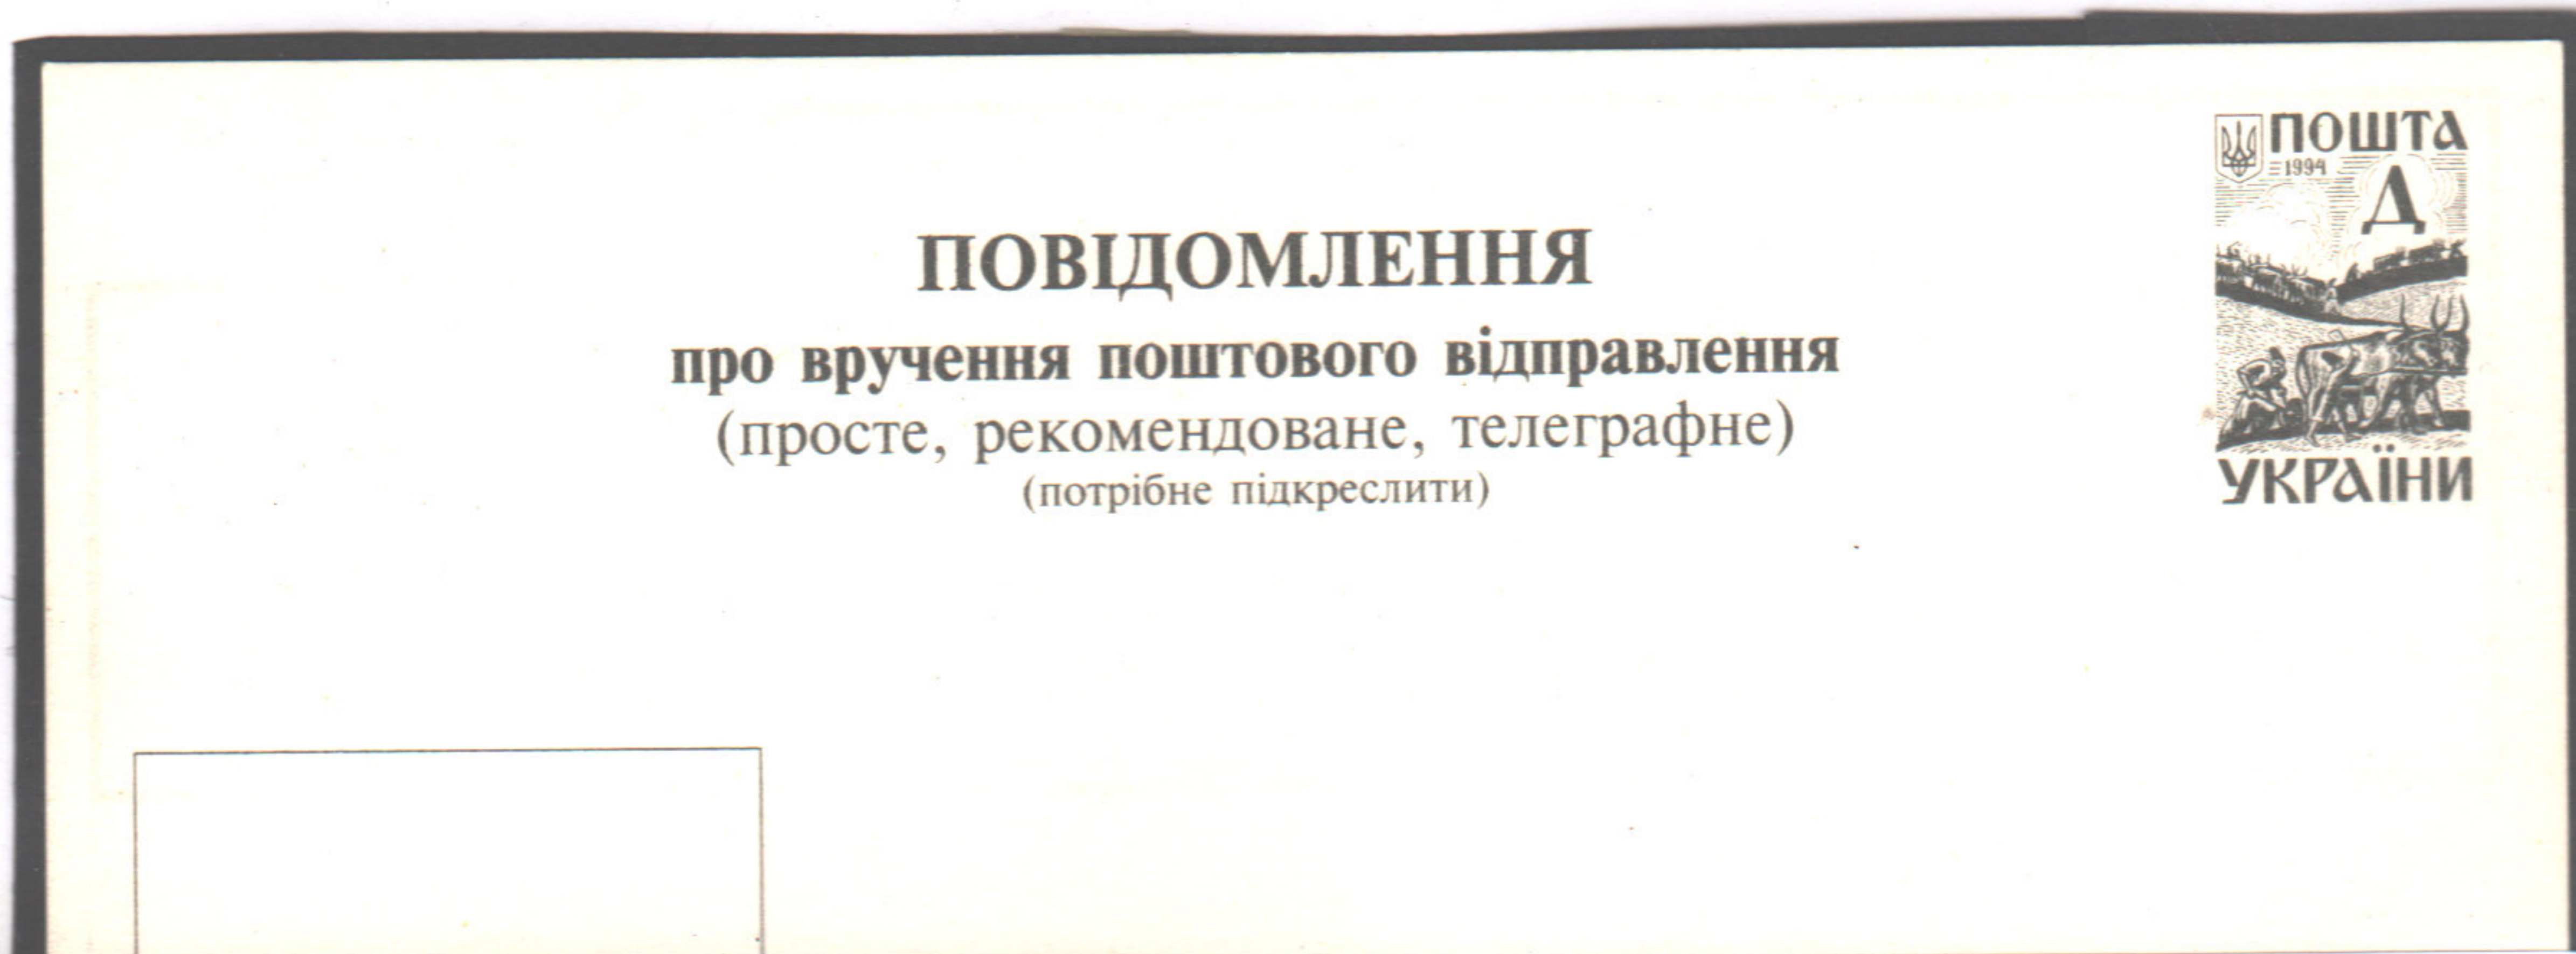 ПОШТА
1994
Д
ПОВІДОМЛЕННЯ
про вручення поштового відправлення
(просте, рекомендоване, телеграфне)
(потрібне підкреслити)
УКРАЇНИ